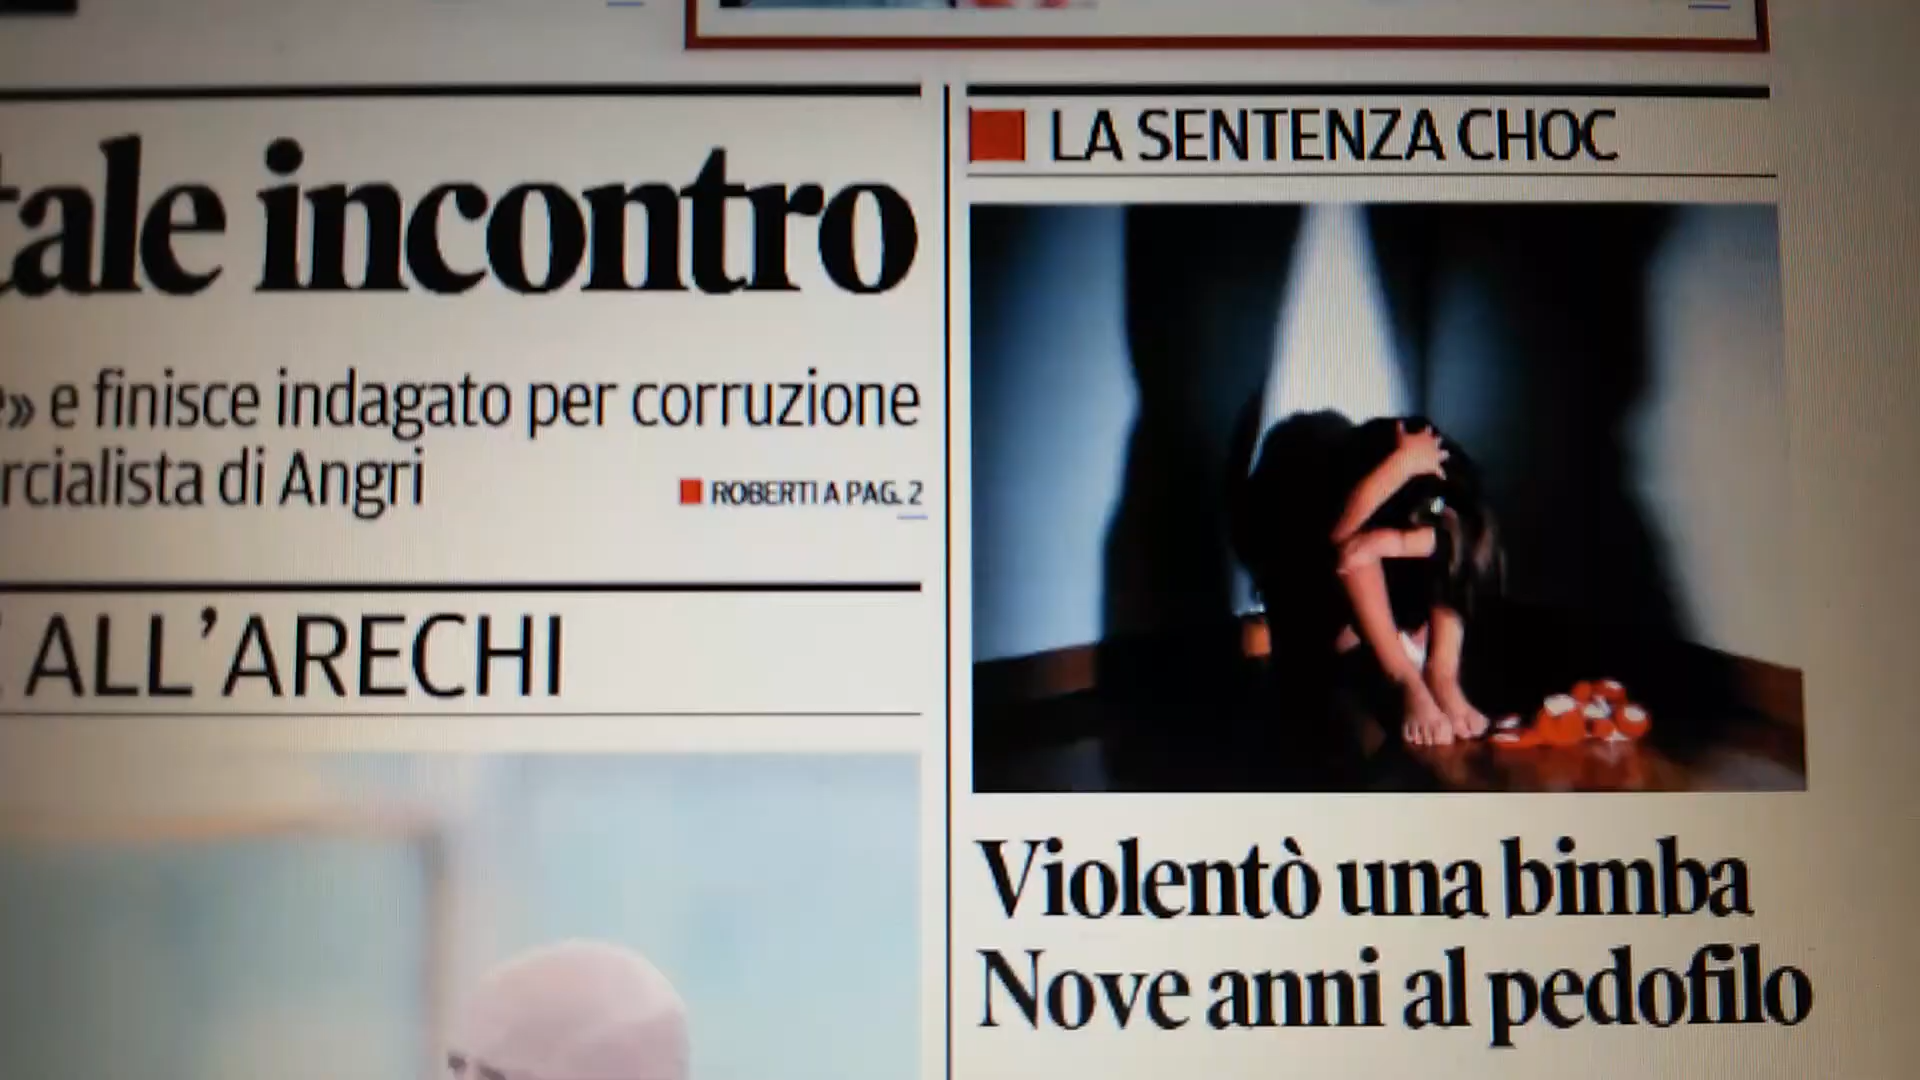 tale incontro
e» e finisce indagato per corruzione
rcialista di Angri
ROBERTI A PAG. 2
ALL'ARECHI
LA SENTENZA CHOC
Violentò una bimba
Nove anni al pedofilo